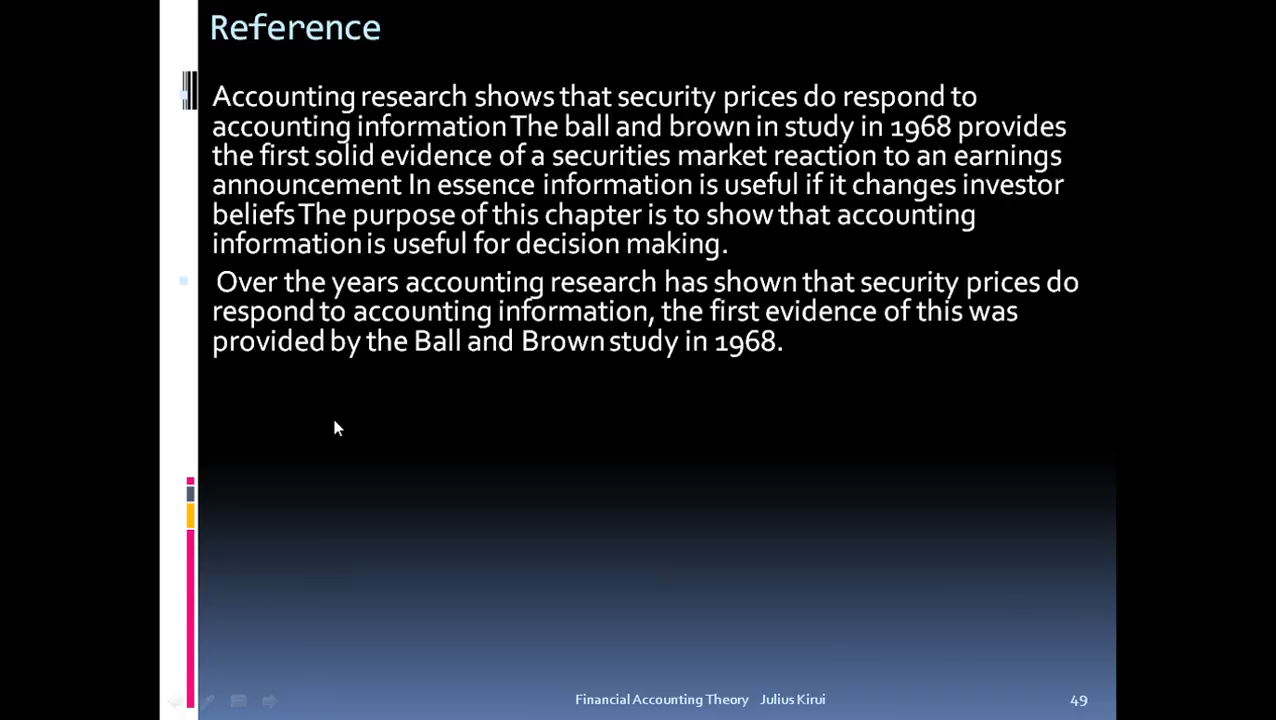 Reference
Accounting research shows that security prices do respond to
accounting information The ball and brown in study in 1968 provides
the first solid evidence of a securities market reaction to an earnings
announcement In essence information is useful if it changes investor
beliefs The purpose of this chapter is to show that accounting
information is useful for decision making.
Over the years accounting research has shown that security prices do
respond to accounting information, the first evidence of this was
provided by the Ball and Brown study in 1968.
Financial Accounting Theory Julius Kirui 49